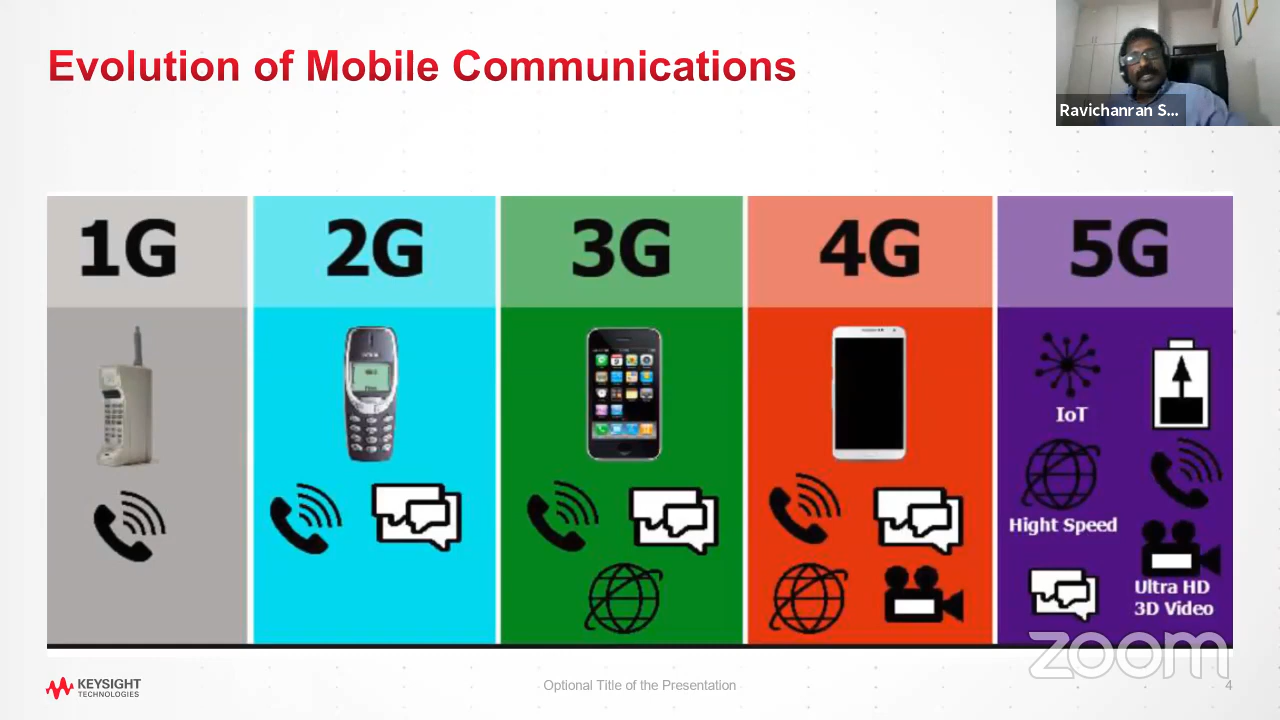 Evolution of Mobile Communications
Ravichanran S...
1G
2G
3G
4G
5G
IoT
Hight Speed
Ultra HD
3D Video
zoom
KEYSIGHT
TECHNOLOGIES
Optional Title of the Presentation
4